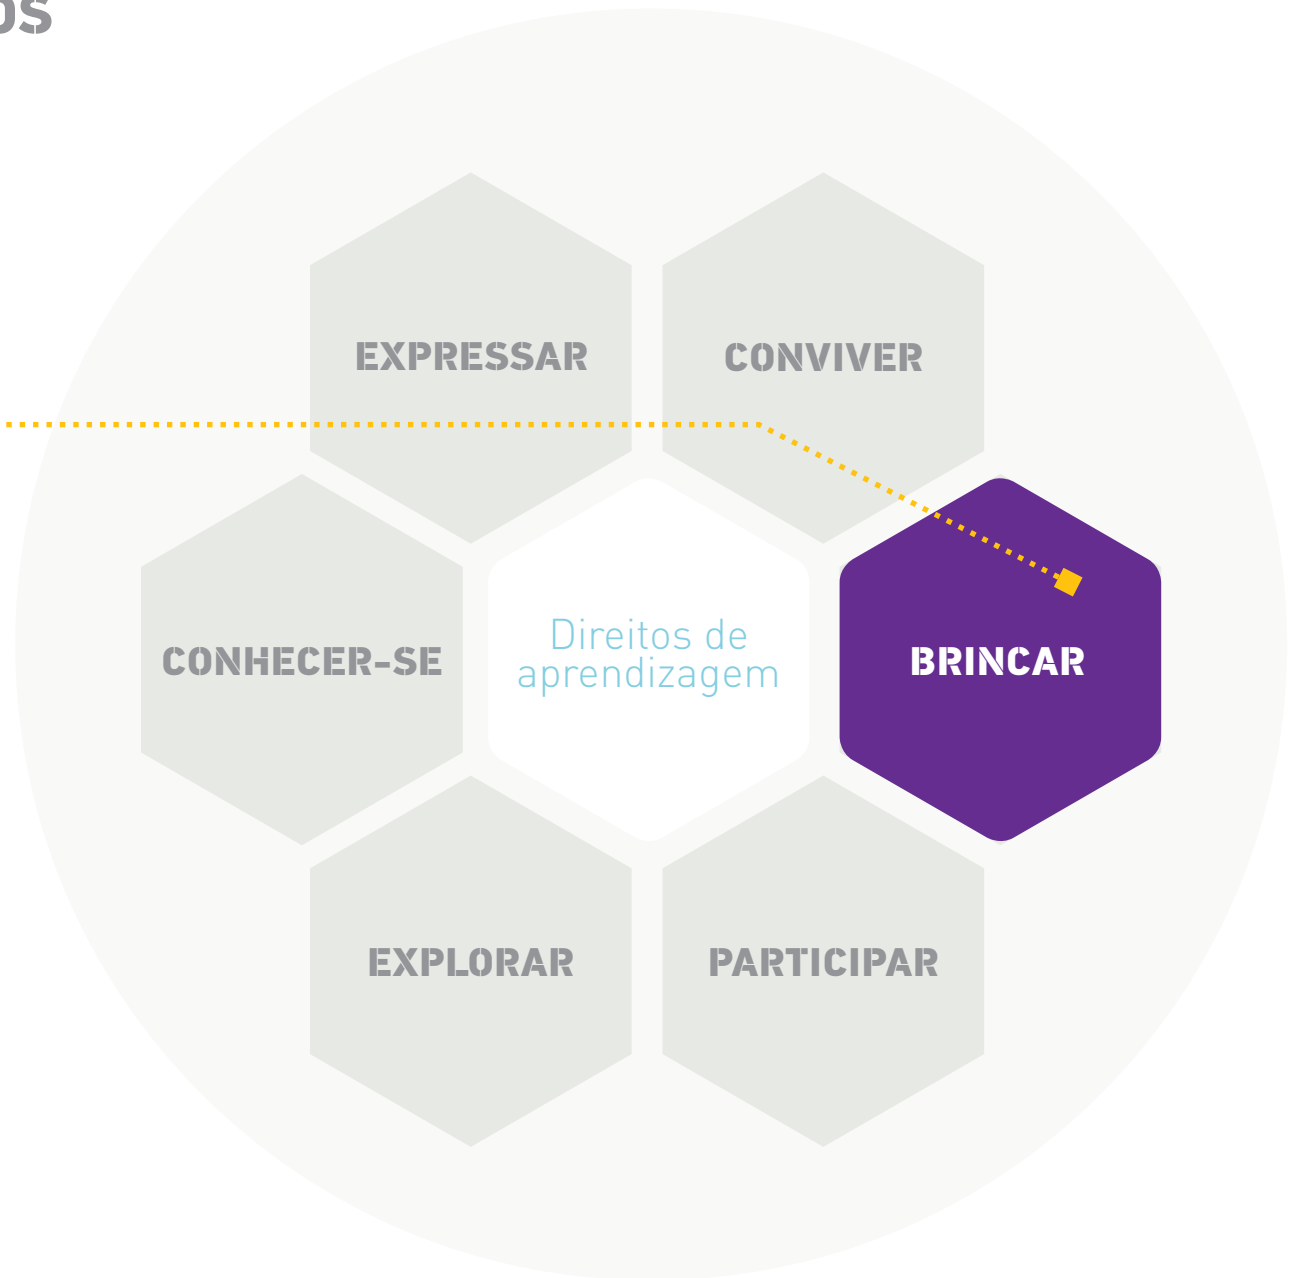 EXPRESSAR
CONVIVER
CONHECER-SE
Direitos de
aprendizagem
BRINCAR
EXPLORAR
PARTICIPAR